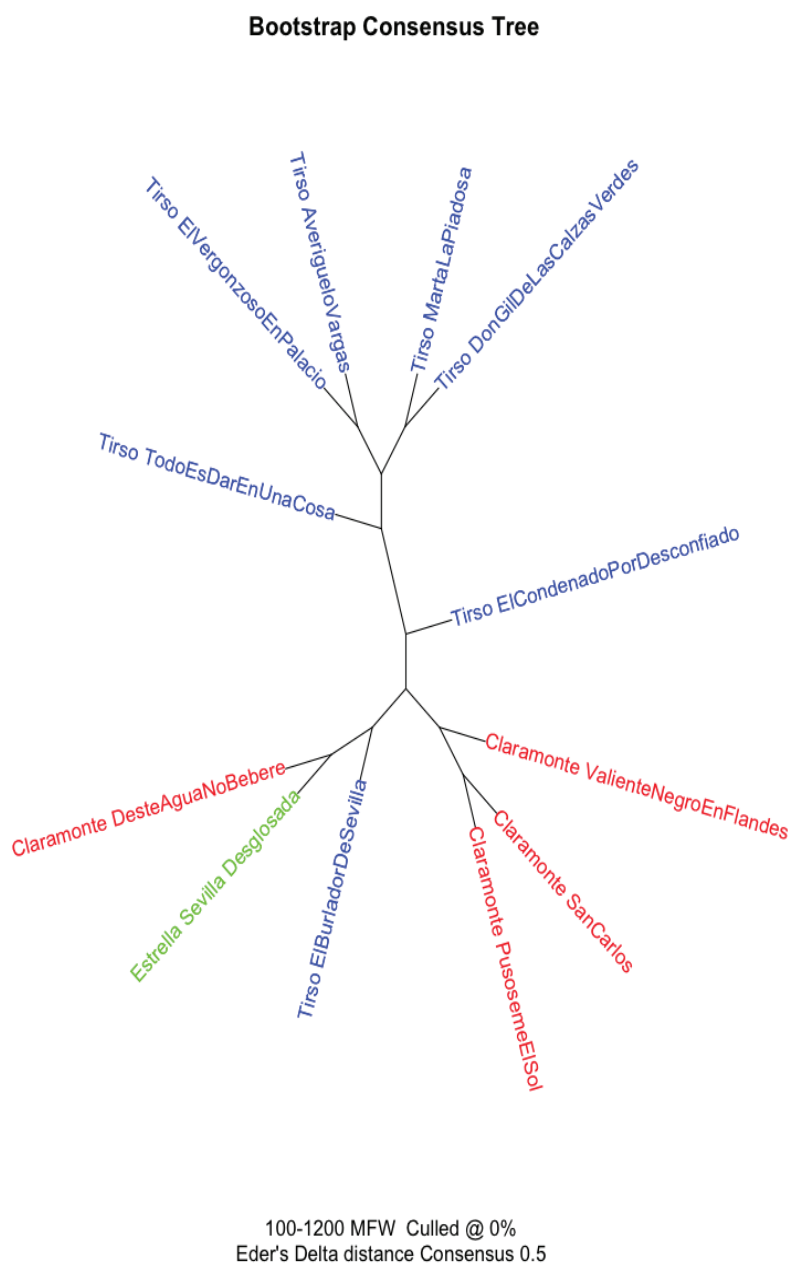 Bootstrap Consensus Tree
Tirso ElVergonzosoEnPalacio
Tirso AverigueloVargas
Tirso MartaLaPiadosa
Tirso DonGilDeLasCalzasVerdes
Tirso TodoEsDarEnUnaCosa
Tirso ElCondenadoPorDesconfiado
Claramonte DesteAguaNoBebere
Estrella Sevilla Desglosada
Tirso ElBurladorDeSevilla
Claramonte ValienteNegroEnFlandes
Claramonte SanCarlos
Claramonte PusosemeElSol
100-1200 MFW Culled @ 0%
Eder's Delta distance Consensus 0.5